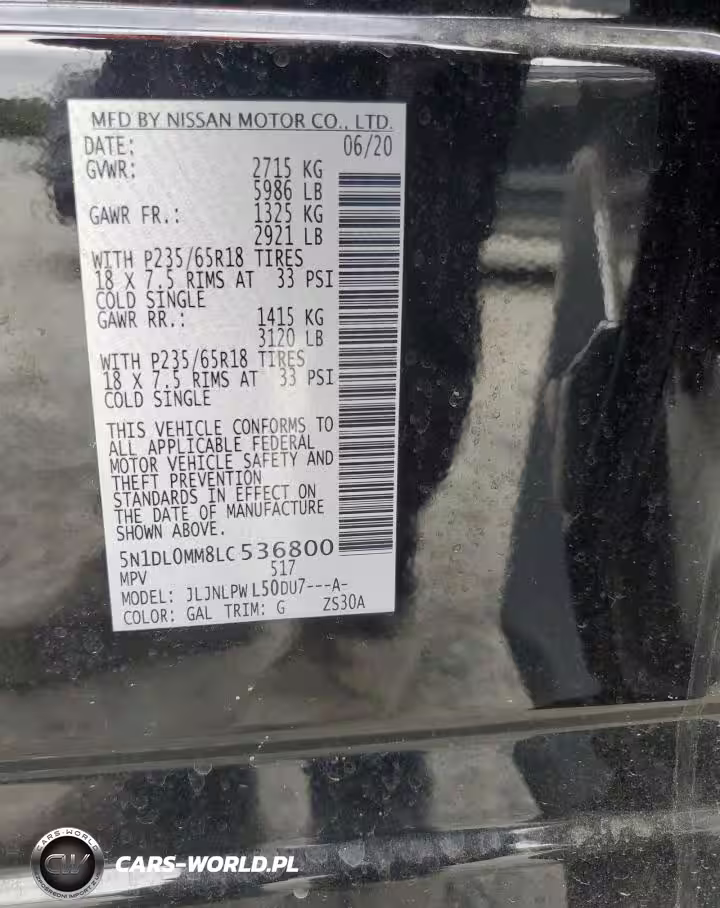 MFD BY NISSAN MOTOR CO., LTD.
DATE: 06/20
GVWR: 2715 KG
5986 LB
GAWR FR.: 1325 KG
2921 LB
WITH P235/65R18 TIRES
18 X 7.5 RIMS AT 33 PSI
COLD SINGLE
GAWR RR.: 1415 KG
3120 LB
WITH P235/65R18 TIRES
18 X 7.5 RIMS AT 33 PSI
COLD SINGLE
THIS VEHICLE CONFORMS TO
ALL APPLICABLE FEDERAL
MOTOR VEHICLE SAFETY AND
THEFT PREVENTION
STANDARDS IN EFFECT ON
THE DATE OF MANUFACTURE
SHOWN ABOVE.
5N1DL0MM8LC536800
MPV 517
MODEL: JLJNLPWL50DU7---A-
COLOR: GAL TRIM: G ZS30A
CARS-WORLD
CW
CARS-WORLD.PL